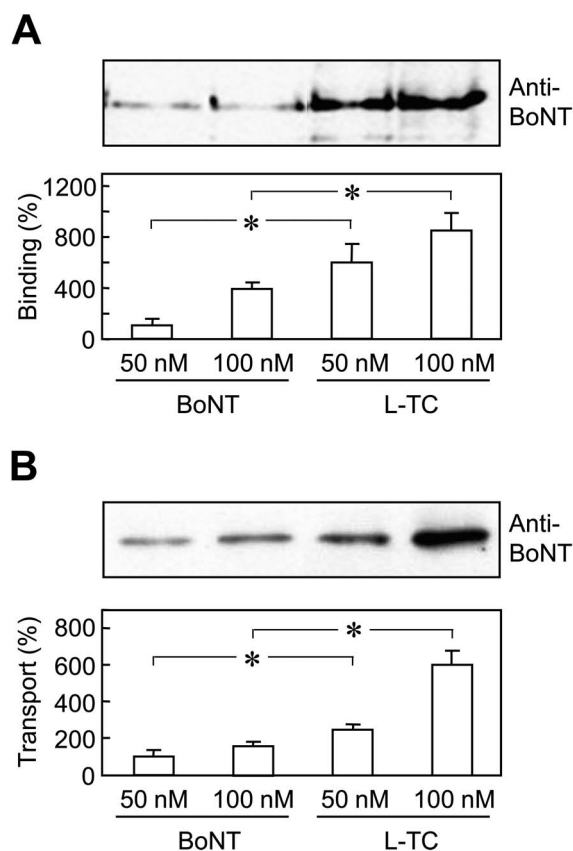 A
Anti-
BoNT
Binding (%)
1200
800
400
0
*
*
50 nM 100 nM 50 nM 100 nM
BoNT L-TC
B
Anti-
BoNT
Transport (%)
800
600
400
200
0
*
*
50 nM 100 nM 50 nM 100 nM
BoNT L-TC